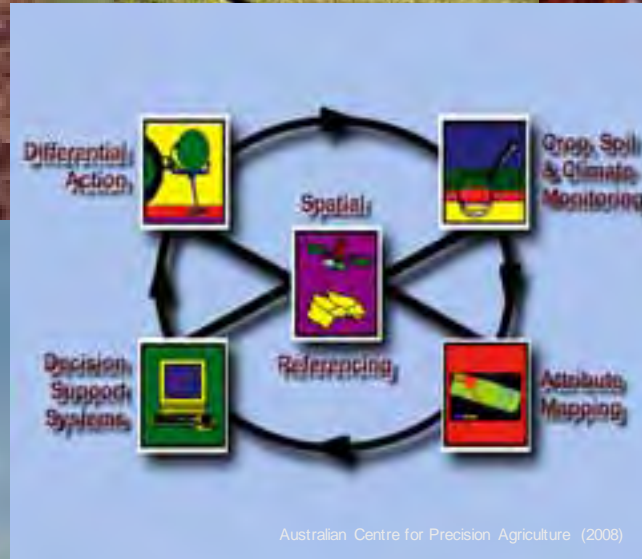 Differential
Action
Spatial
Referencing
Crop, Soil
& Climate
Monitoring
Decision
Support
Systems
Attribute
Mapping
Australian Centre for Precision Agriculture (2008)